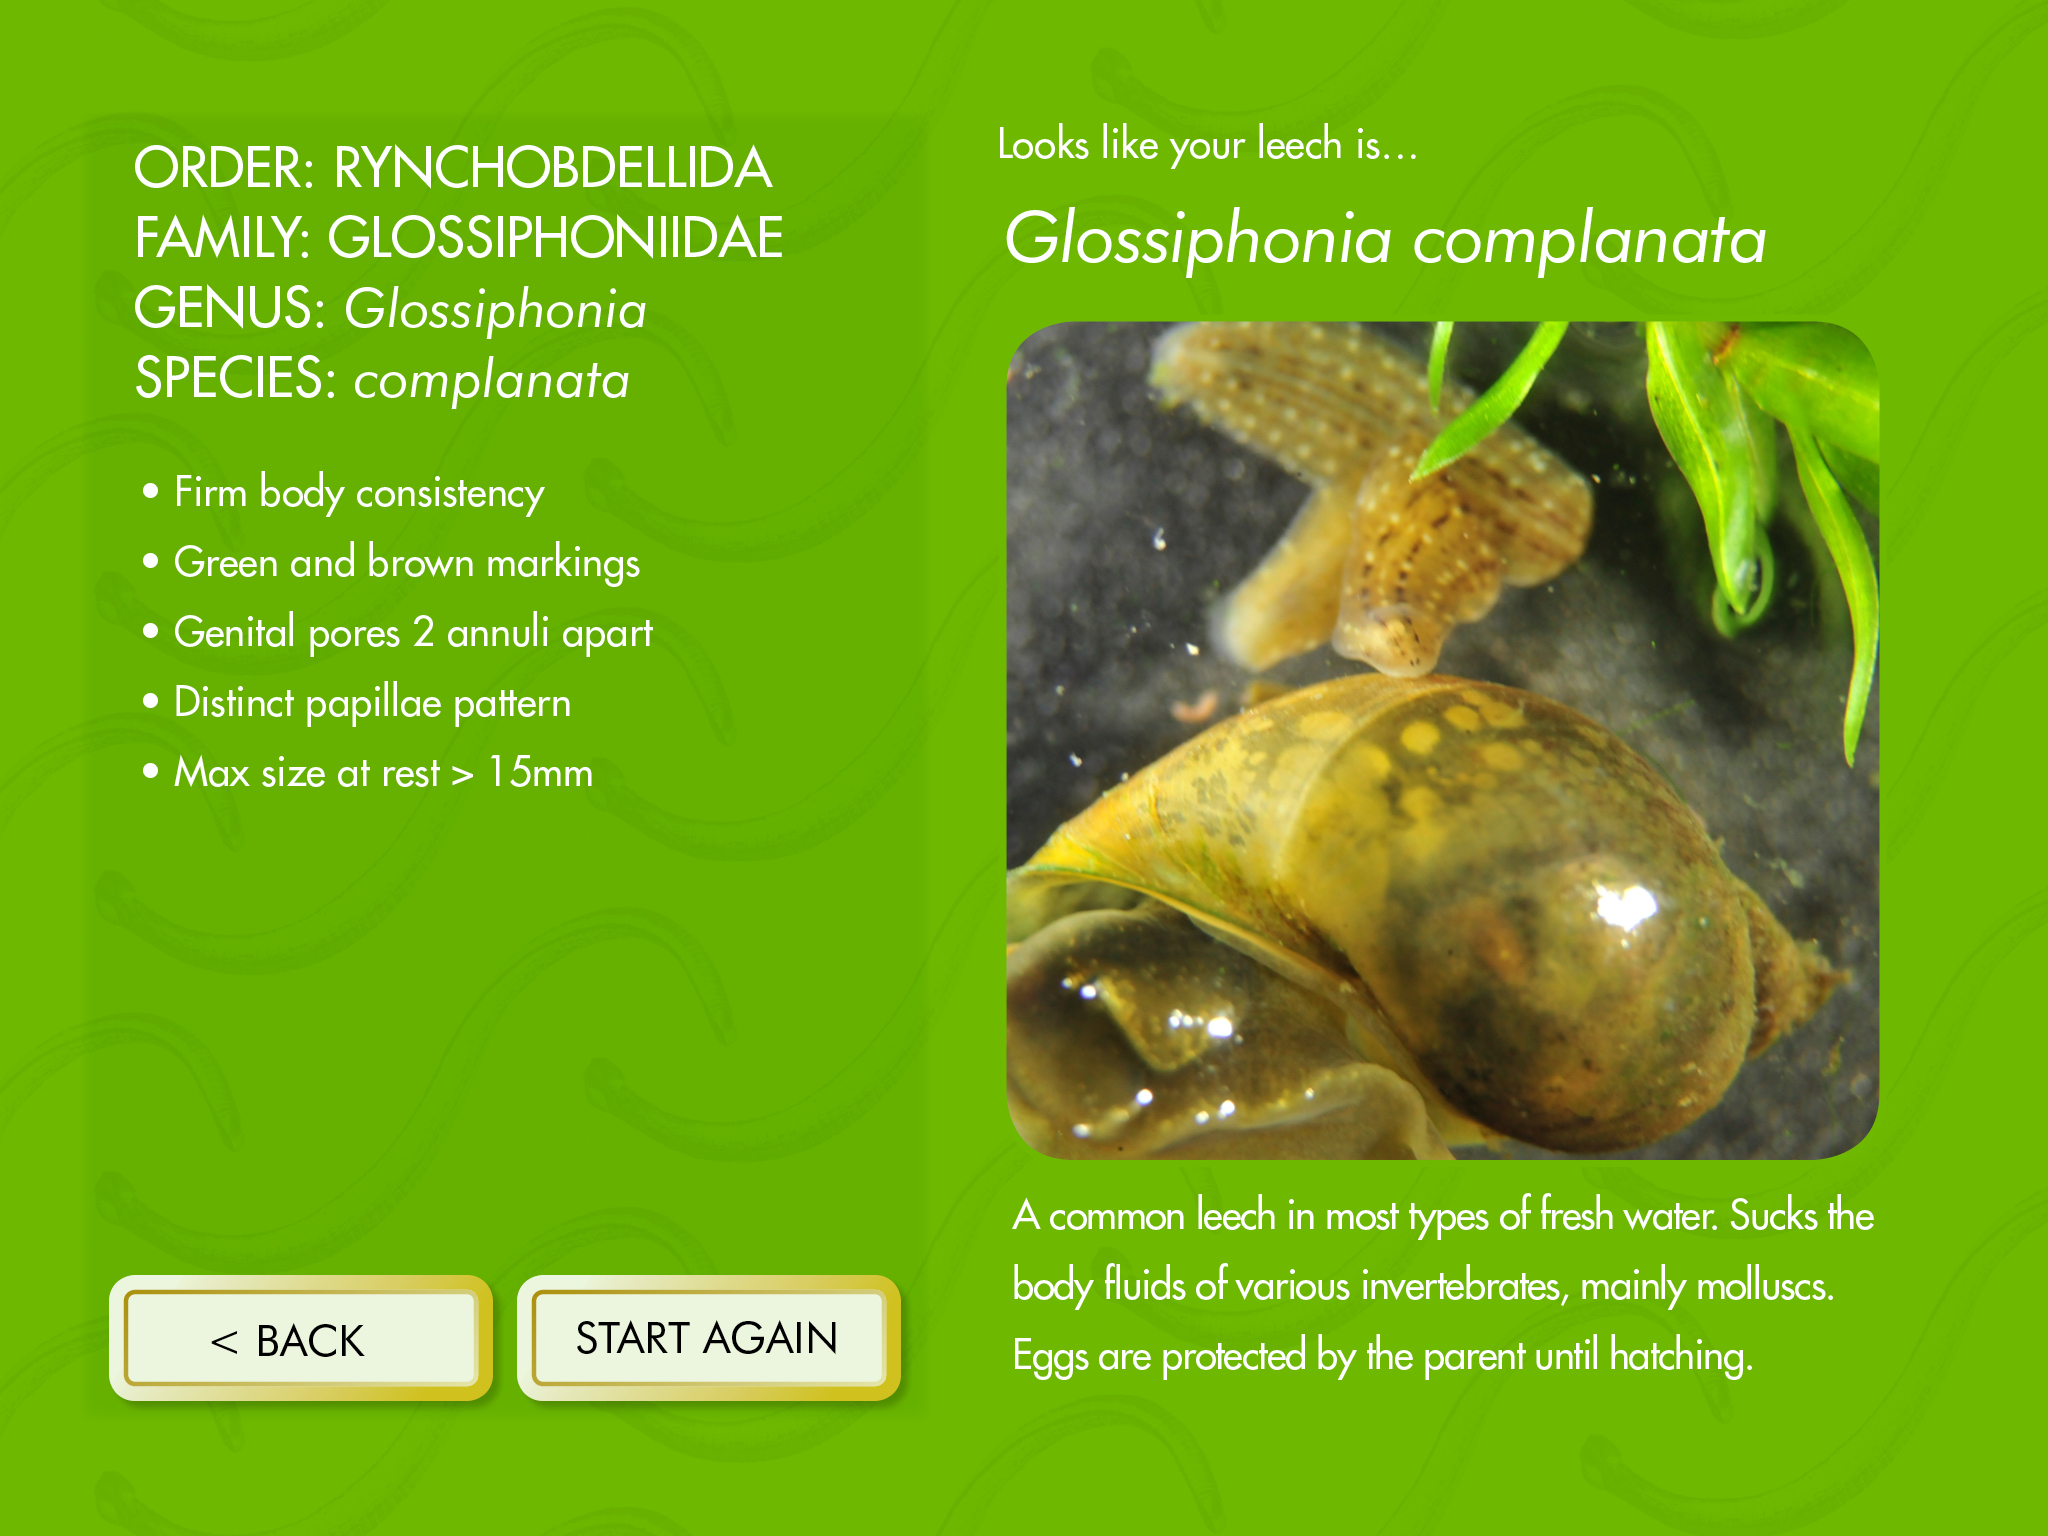 ORDER: RYNCHOBDELLIDA
FAMILY: GLOSSIPHONIIDAE
GENUS: Glossiphonia
SPECIES: complanata
• Firm body consistency
• Green and brown markings
• Genital pores 2 annuli apart
• Distinct papillae pattern
• Max size at rest > 15mm
< BACK
START AGAIN
Looks like your leech is...
Glossiphonia complanata
A common leech in most types of fresh water. Sucks the
body fluids of various invertebrates, mainly molluscs.
Eggs are protected by the parent until hatching.